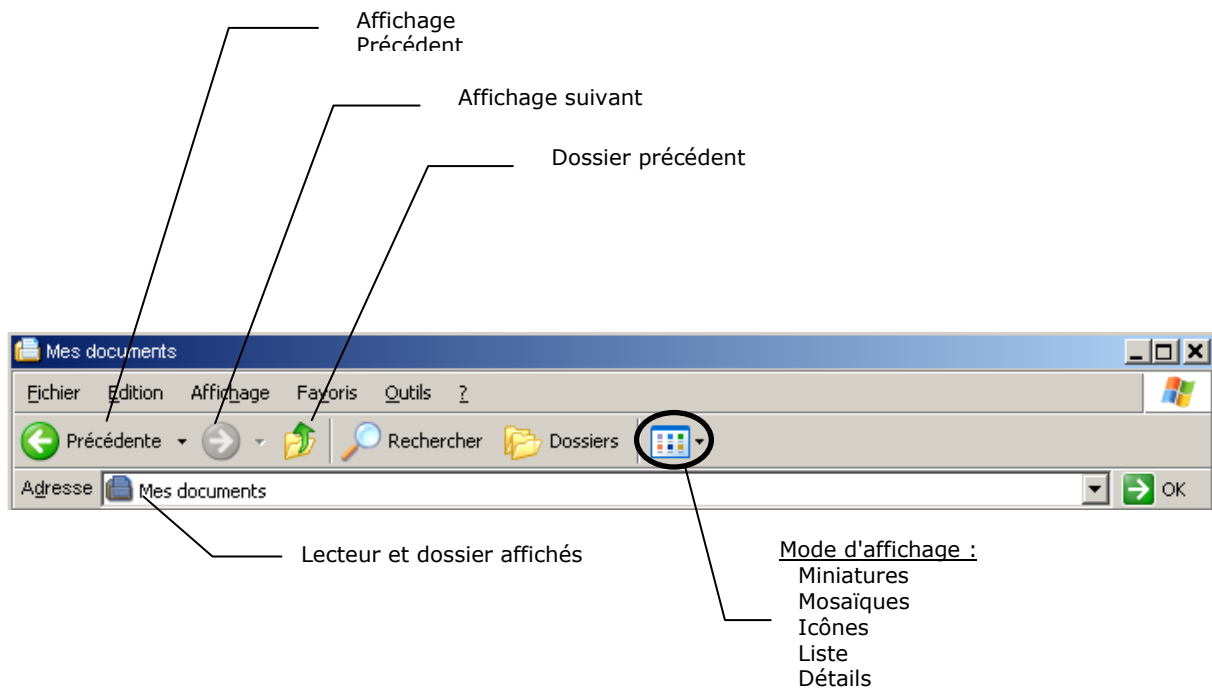 Affichage
Précédent
Affichage suivant
Dossier précédent
Mes documents
Fichier Edition Affichage Favoris Outils ?
Précédente Rechercher Dossiers
Adresse Mes documents OK
Lecteur et dossier affichés
Mode d'affichage :
Miniatures
Mosaïques
Icônes
Liste
Détails